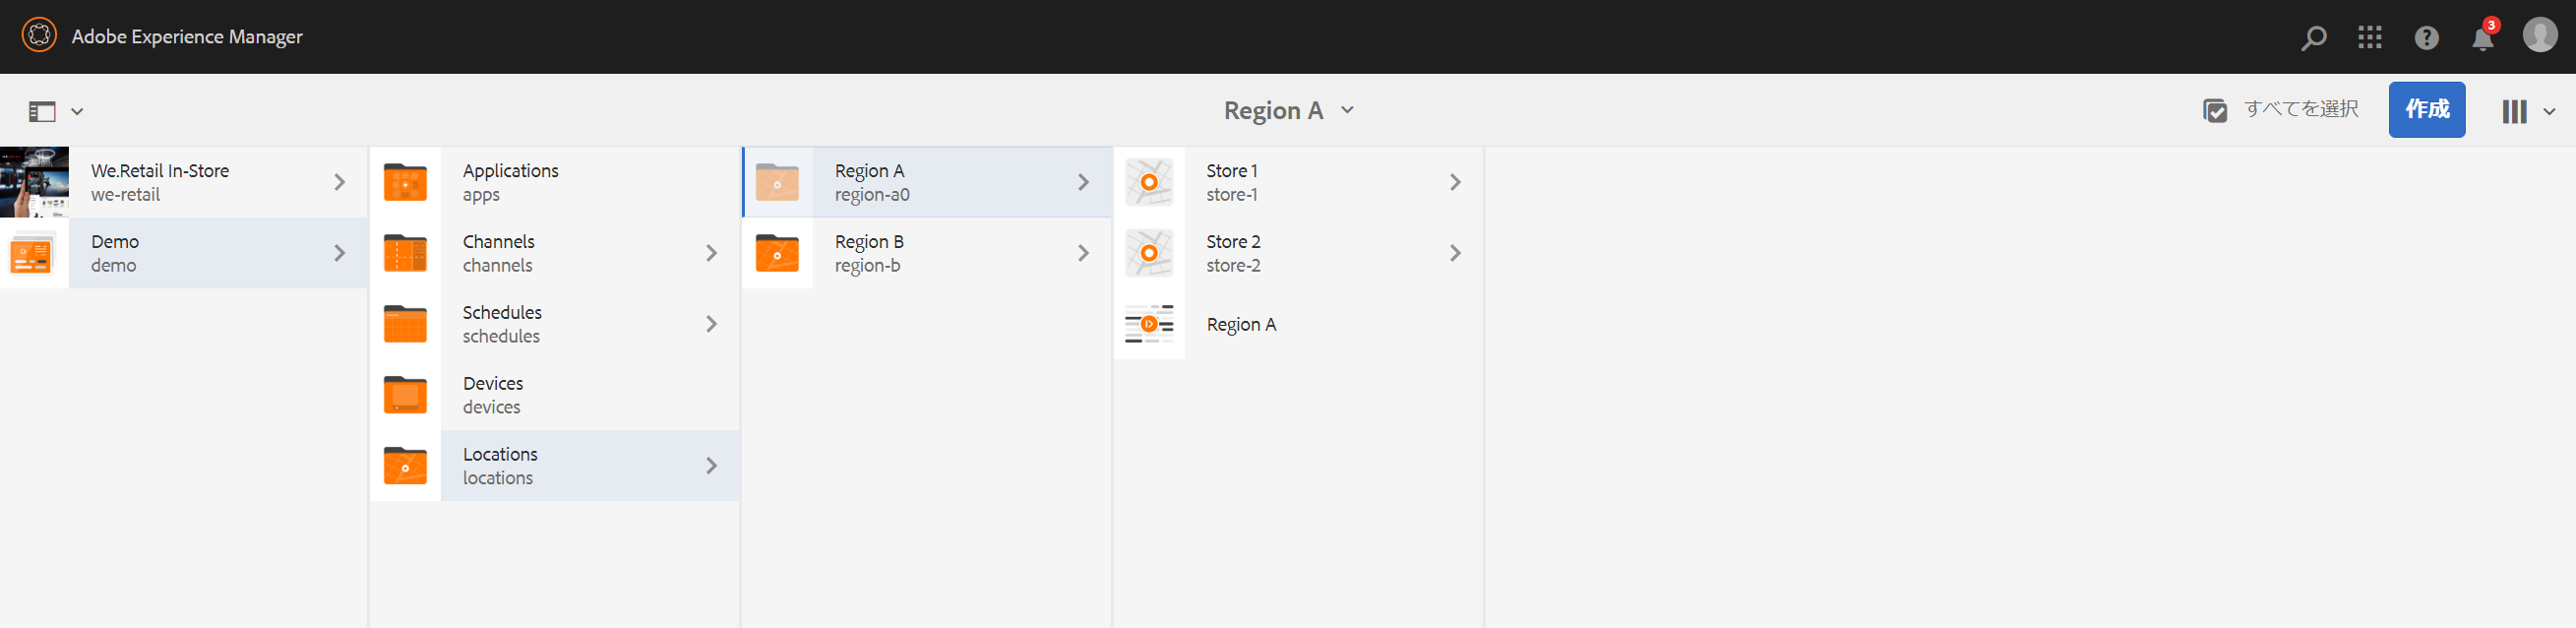 Adobe Experience Manager
3
Region A
すべてを選択
作成
We.Retail In-Store
we-retail
Demo
demo
Applications
apps
Channels
channels
Schedules
schedules
Devices
devices
Locations
locations
Region A
region-a0
Region B
region-b
Store 1
store-1
Store 2
store-2
Region A